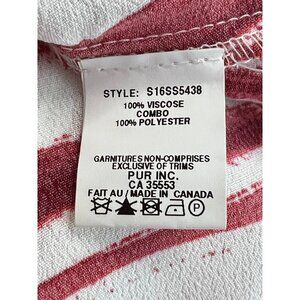 STYLE: S16SS5438
100% VISCOSE
COMBO
100% POLYESTER
GARNITURES NON-COMPRISES
EXCLUSIVE OF TRIMS
PUR INC.
CA 35553
FAIT AU / MADE IN CANADA
P